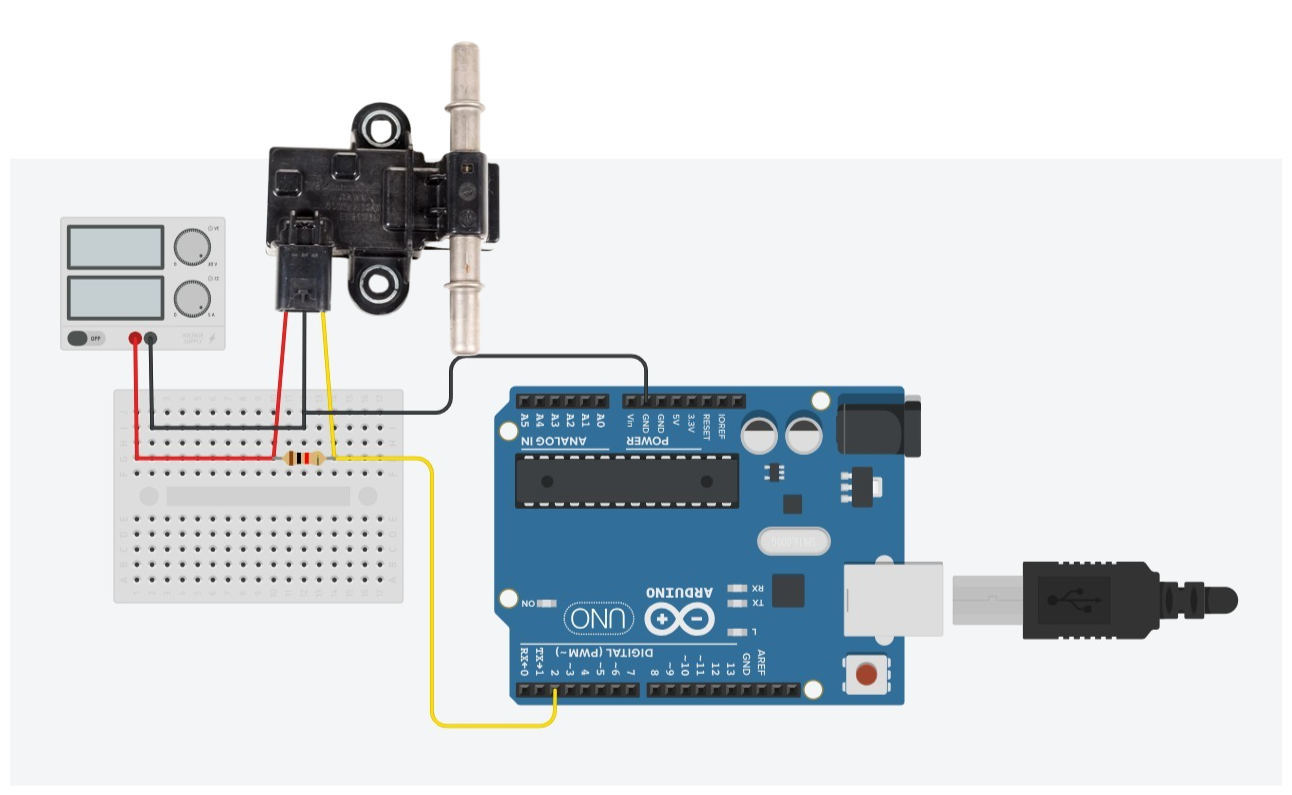 OFF
A5 A4 A3 A2 A1 A0
Vin GND GND 5V 3.3V RESET IOREF
ANALOG IN
POWER
RX
TX
ARDUINO
ON
UNO
L
DIGITAL (PWM~)
RX←0 TX→1 2 ~3 4 ~5 ~6 7 8 ~9 ~10 ~11 12 13 GND AREF